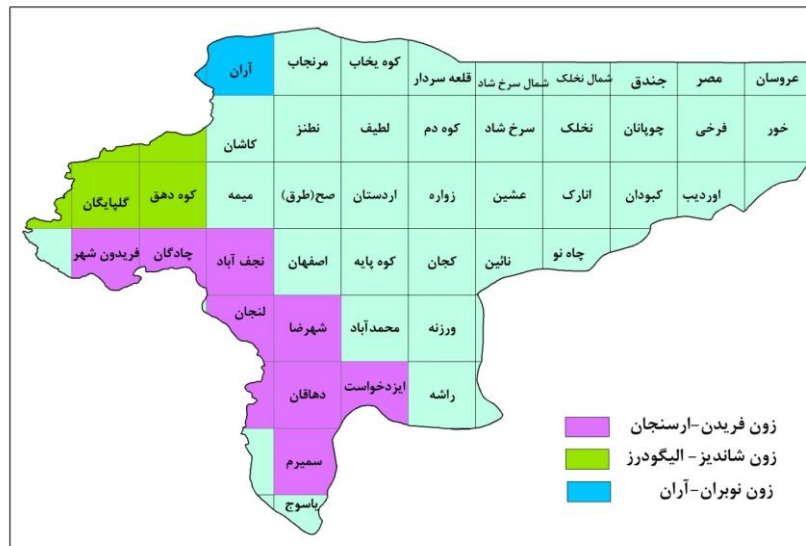 آران	مرنجاب	کوه یخاب	قلعه سردار	شمال سرخ شاد	شمال نخلک	جندق	مصر	عروسان
کاشان	نطنز	لطیف	کوه دم	سرخ شاد	نخلک	چوپانان	فرخی	خور
گلپایگان	کوه دهق	میمه	صح(طرق)	اردستان	زواره	عشین	انارک	کبودان	اوردیب
فریدون شهر	چادگان	نجف آباد	اصفهان	کوه پایه	کجان	نائین	چاه نو
لنجان	شهرضا	محمدآباد	ورزنه
دهاقان	ایزدخواست	راشه
سمیرم
یاسوج
زون فریدن-ارسنجان
زون شاندیز- الیگودرز
زون نوبران-آران